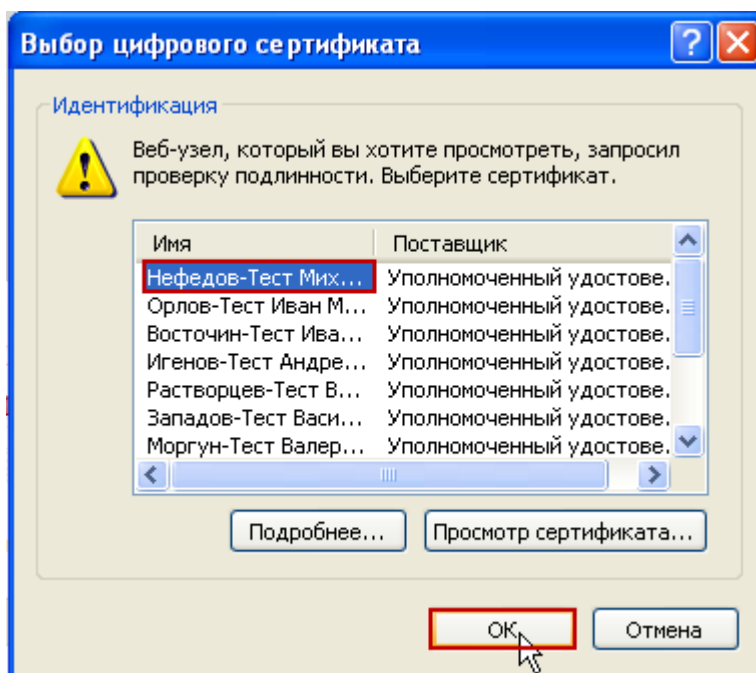 Выбор цифрового сертификата
Идентификация
Веб-узел, который вы хотите просмотреть, запросил
проверку подлинности. Выберите сертификат.
Имя Поставщик
Нефедов-Тест Мих... Уполномоченный удостове.
Орлов-Тест Иван М... Уполномоченный удостове.
Восточин-Тест Ива... Уполномоченный удостове.
Игенов-Тест Андре... Уполномоченный удостове.
Растворцев-Тест В... Уполномоченный удостове.
Западов-Тест Васи... Уполномоченный удостове.
Моргун-Тест Валер... Уполномоченный удостове.
Подробнее... Просмотр сертификата...
ОК Отмена